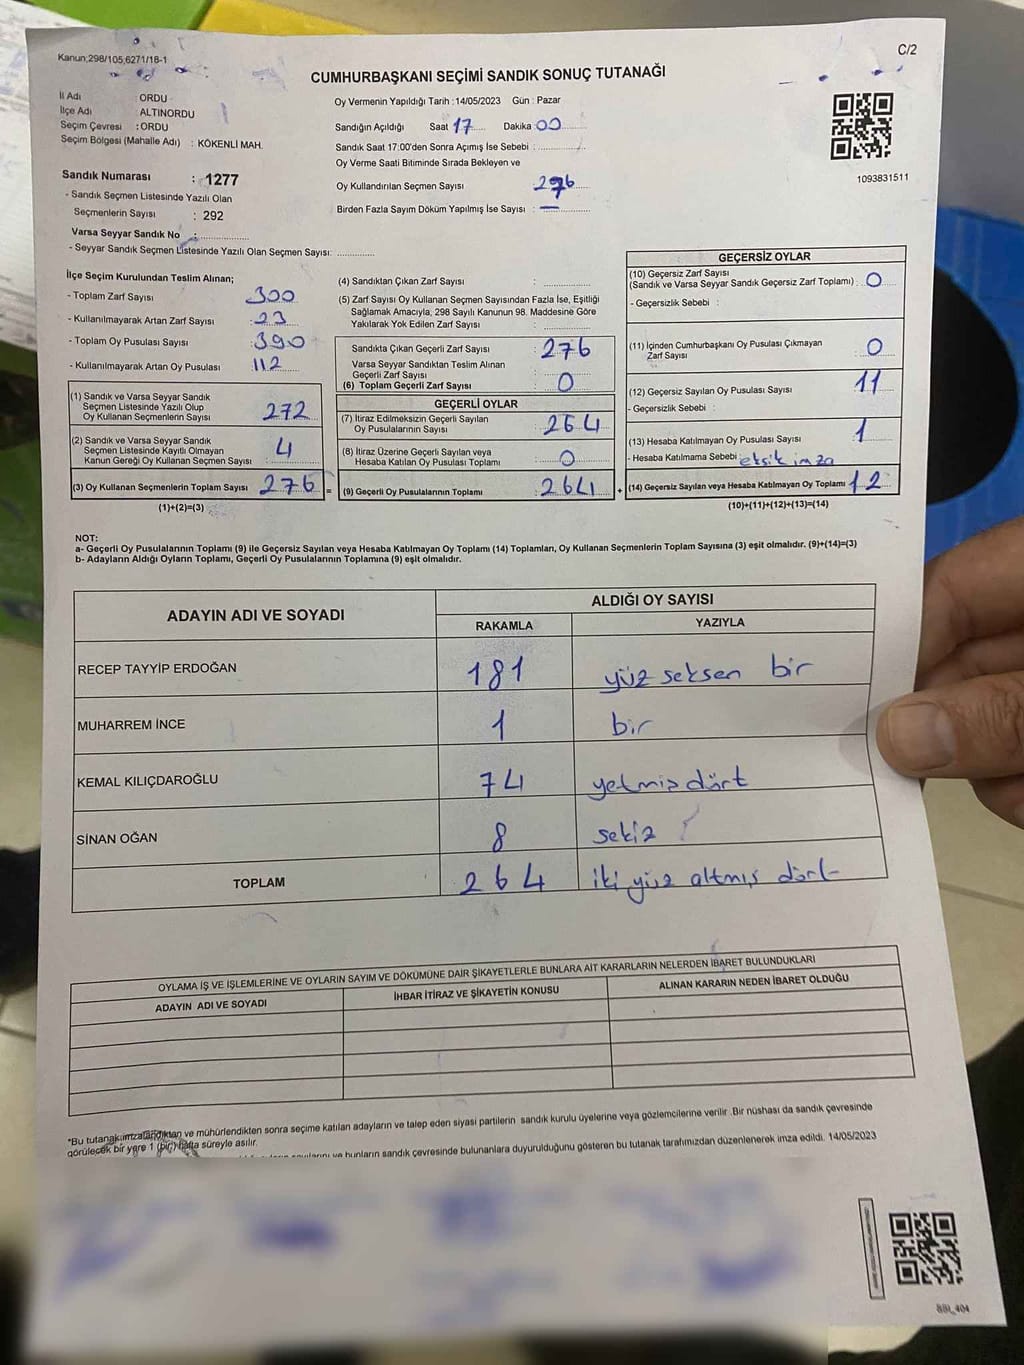 Kanun;298/105,6271/18-1
C/2
CUMHURBAŞKANI SEÇİMİ SANDIK SONUÇ TUTANAĞI
İl Adı : ORDU
İlçe Adı : ALTINORDU
Seçim Çevresi : ORDU
Seçim Bölgesi (Mahalle Adı) : KÖKENLİ MAH.
Sandık Numarası : 1277
- Sandık Seçmen Listesinde Yazılı Olan
Seçmenlerin Sayısı : 292
Varsa Seyyar Sandık No :
- Seyyar Sandık Seçmen Listesinde Yazılı Olan Seçmen Sayısı:
Oy Vermenin Yapıldığı Tarih : 14/05/2023 Gün : Pazar
Sandığın Açıldığı Saat 17 Dakika 00
Sandık Saat 17:00'den Sonra Açımış İse Sebebi :
Oy Verme Saati Bitiminde Sırada Bekleyen ve
Oy Kullandırılan Seçmen Sayısı : 276
Birden Fazla Sayım Döküm Yapılmış İse Sayısı : —
1093831511
İlçe Seçim Kurulundan Teslim Alınan;
- Toplam Zarf Sayısı 300
- Kullanılmayarak Artan Zarf Sayısı : 23
- Toplam Oy Pusulası Sayısı : 390
- Kullanılmayarak Artan Oy Pusulası : 112
(1) Sandık ve Varsa Seyyar Sandık
Seçmen Listesinde Yazılı Olup
Oy Kullanan Seçmenlerin Sayısı 272
(2) Sandık ve Varsa Seyyar Sandık
Seçmen Listesinde Kayıtlı Olmayan
Kanun Gereği Oy Kullanan Seçmen Sayısı : 4
(3) Oy Kullanan Seçmenlerin Toplam Sayısı 276 =
(1)+(2)=(3)
(4) Sandıktan Çıkan Zarf Sayısı :
(5) Zarf Sayısı Oy Kullanan Seçmen Sayısından Fazla İse, Eşitliği
Sağlamak Amacıyla, 298 Sayılı Kanunun 98. Maddesine Göre
Yakılarak Yok Edilen Zarf Sayısı :
Sandıkta Çıkan Geçerli Zarf Sayısı : 276
Varsa Seyyar Sandıktan Teslim Alınan
Geçerli Zarf Sayısı :
(6) Toplam Geçerli Zarf Sayısı : 0
GEÇERLİ OYLAR
(7) İtiraz Edilmeksizin Geçerli Sayılan
Oy Pusulalarının Sayısı : 264
(8) İtiraz Üzerine Geçerli Sayılan veya
Hesaba Katılan Oy Pusulası Toplamı : 0
(9) Geçerli Oy Pusulalarının Toplamı : 264 +
GEÇERSİZ OYLAR
(10) Geçersiz Zarf Sayısı
(Sandık ve Varsa Seyyar Sandık Geçersiz Zarf Toplamı) : 0
- Geçersizlik Sebebi :
(11) İçinden Cumhurbaşkanı Oy Pusulası Çıkmayan
Zarf Sayısı : 0
(12) Geçersiz Sayılan Oy Pusulası Sayısı : 11
- Geçersizlik Sebebi :
(13) Hesaba Katılmayan Oy Pusulası Sayısı : 1
- Hesaba Katılmama Sebebi : eksik imza
(14) Geçersiz Sayılan veya Hesaba Katılmayan Oy Toplamı : 12
(10)+(11)+(12)+(13)=(14)
NOT:
a- Geçerli Oy Pusulalarının Toplamı (9) ile Geçersiz Sayılan veya Hesaba Katılmayan Oy Toplamı (14) Toplamları, Oy Kullanan Seçmenlerin Toplam Sayısına (3) eşit olmalıdır. (9)+(14)=(3)
b- Adayların Aldığı Oyların Toplamı, Geçerli Oy Pusulalarının Toplamına (9) eşit olmalıdır.
ADAYIN ADI VE SOYADI
ALDIĞI OY SAYISI
RAKAMLA YAZIYLA
RECEP TAYYİP ERDOĞAN 181 yüz seksen bir
MUHARREM İNCE 1 bir
KEMAL KILIÇDAROĞLU 74 yetmiş dört
SİNAN OĞAN 8 sekiz
TOPLAM 264 iki yüz altmış dört
OYLAMA İŞ VE İŞLEMLERİNE VE OYLARIN SAYIM VE DÖKÜMÜNE DAİR ŞİKAYETLERLE BUNLARA AİT KARARLARIN NELERDEN İBARET BULUNDUKLARI
ADAYIN ADI VE SOYADI İHBAR İTİRAZ VE ŞİKAYETİN KONUSU ALINAN KARARIN NEDEN İBARET OLDUĞU
*Bu tutanak imzalandıktan ve mühürlendikten sonra seçime katılan adayların ve talep eden siyasi partilerin sandık kurulu üyelerine veya gözlemcilerine verilir .Bir nüshası da sandık çevresinde
görülecek bir yere 1 (bir) hafta süreyle asılır.
ve bunların sandık çevresinde bulunanlara duyurulduğunu gösteren bu tutanak tarafımızdan düzenlenerek imza edildi. 14/05/2023